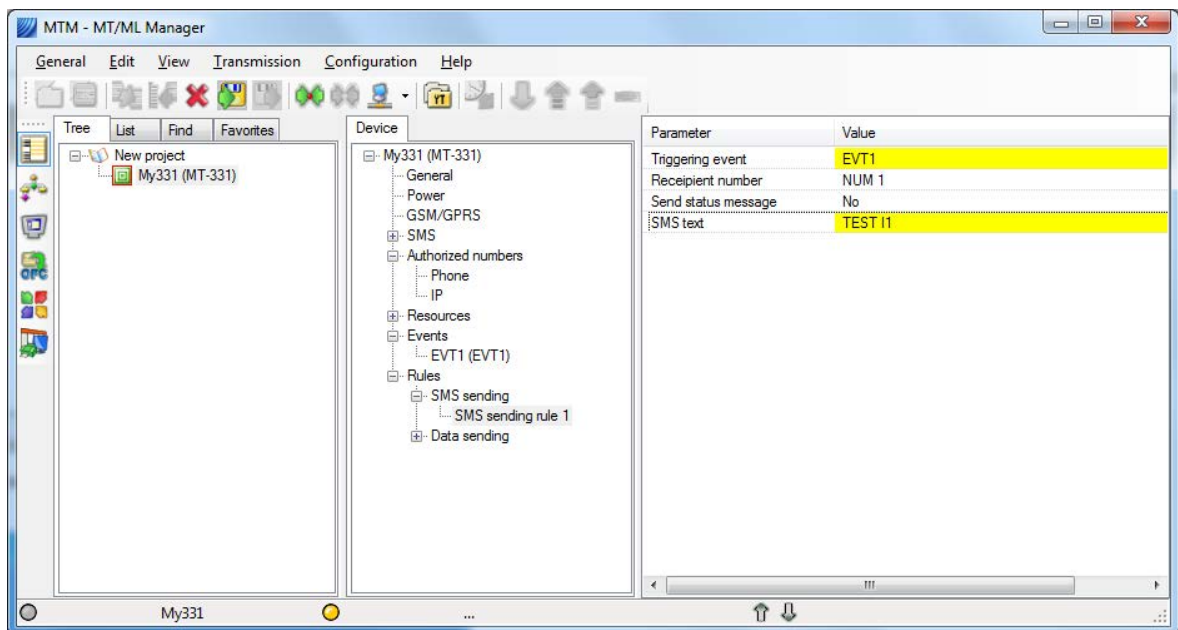 MTM - MT/ML Manager
General Edit View Transmission Configuration Help
YT
Tree List Find Favorites
New project
My331 (MT-331)
arc
Device
My331 (MT-331)
General
Power
GSM/GPRS
SMS
Authorized numbers
Phone
IP
Resources
Events
EVT1 (EVT1)
Rules
SMS sending
SMS sending rule 1
Data sending
Parameter Value
Triggering event EVT1
Receipient number NUM 1
Send status message No
SMS text TEST I1
My331 ...